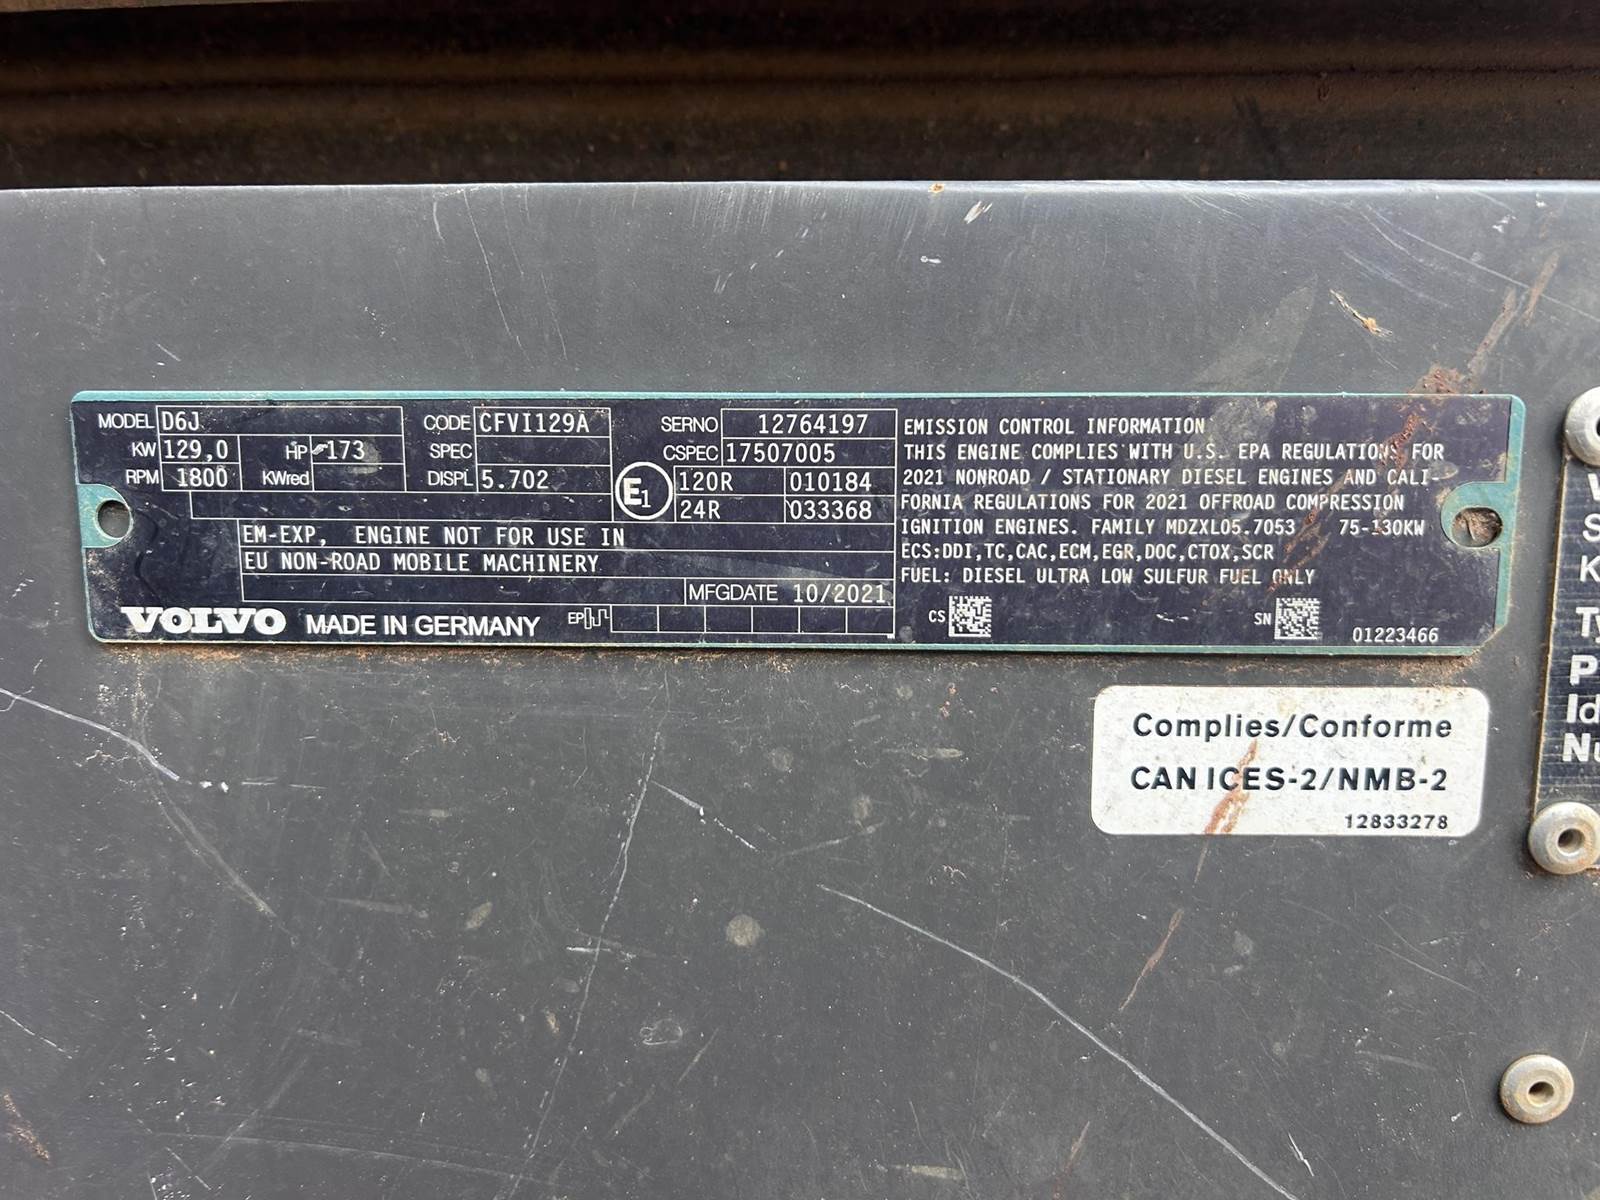 MODEL D6J
KW 129,0 HP 173
RPM 1800 KWred
CODE CFVI129A
SPEC
DISPL 5.702
SERNO 12764197
CSPEC 17507005
E1 120R 010184
24R 033368
EM-EXP, ENGINE NOT FOR USE IN
EU NON-ROAD MOBILE MACHINERY
MFGDATE 10/2021
VOLVO MADE IN GERMANY EP
EMISSION CONTROL INFORMATION
THIS ENGINE COMPLIES WITH U.S. EPA REGULATIONS FOR
2021 NONROAD / STATIONARY DIESEL ENGINES AND CALI-
FORNIA REGULATIONS FOR 2021 OFFROAD COMPRESSION
IGNITION ENGINES. FAMILY MDZXL05.7053 75-130KW
ECS:DDI,TC,CAC,ECM,EGR,DOC,CTOX,SCR
FUEL: DIESEL ULTRA LOW SULFUR FUEL ONLY
CS SN 01223466
Complies/Conforme
CAN ICES-2/NMB-2
12833278